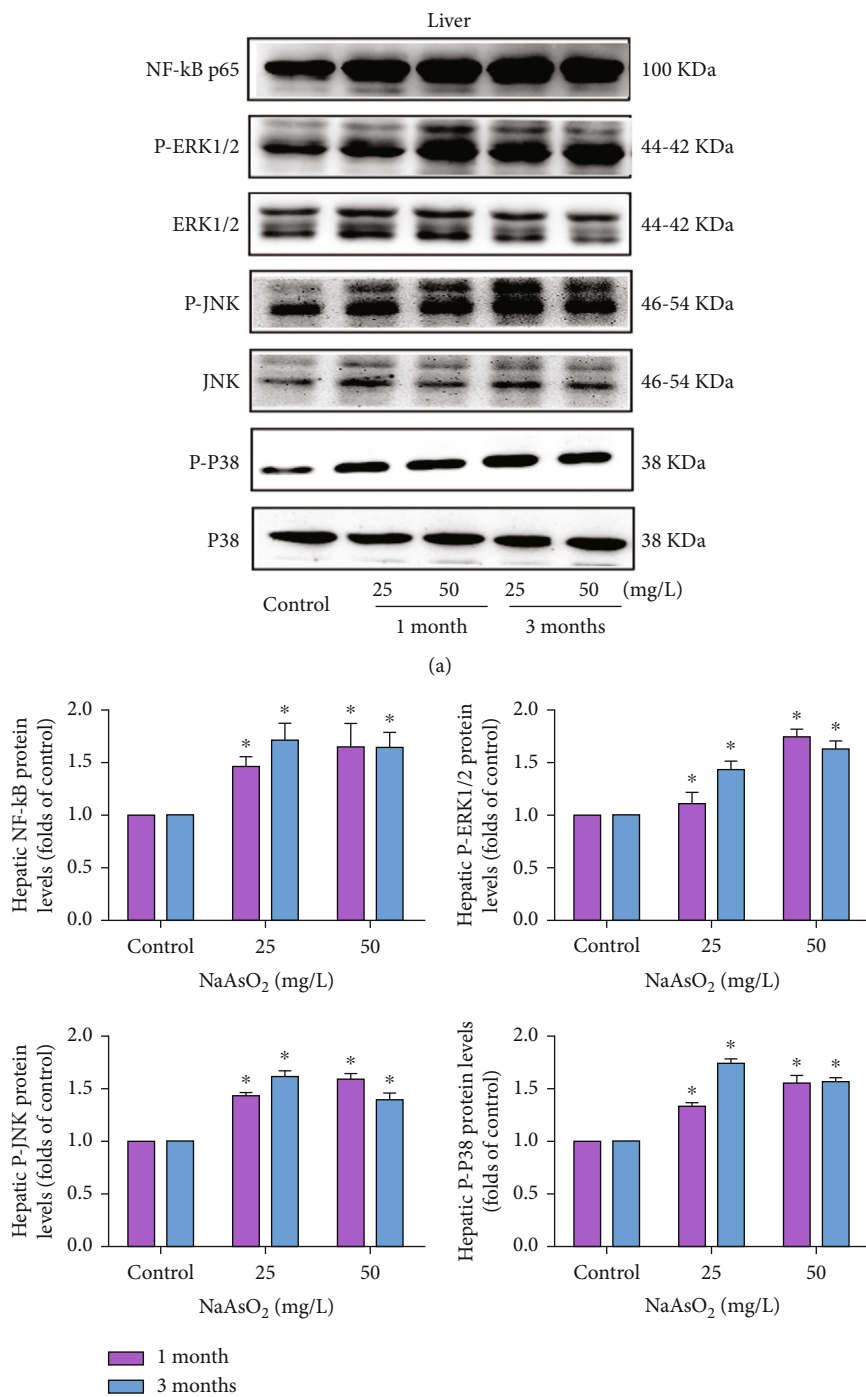 Liver
NF-kB p65
100 KDa
P-ERK1/2
44-42 KDa
ERK1/2
44-42 KDa
P-JNK
46-54 KDa
JNK
46-54 KDa
P-P38
38 KDa
P38
38 KDa
Control
25
50
25
50
(mg/L)
1 month
3 months
(a)
Hepatic NF-kB protein
levels (folds of control)
2.0
1.5
1.0
0.5
0.0
*
*
*
*
Control
25
50
NaAsO₂ (mg/L)
Hepatic P-ERK1/2 protein
levels (folds of control)
2.0
1.5
1.0
0.5
0.0
*
*
*
*
Control
25
50
NaAsO₂ (mg/L)
Hepatic P-JNK protein
levels (folds of control)
2.0
1.5
1.0
0.5
0.0
*
*
*
*
Control
25
50
NaAsO₂ (mg/L)
Hepatic P-P38 protein levels
(folds of control)
2.0
1.5
1.0
0.5
0.0
*
*
*
*
Control
25
50
NaAsO₂ (mg/L)
1 month
3 months